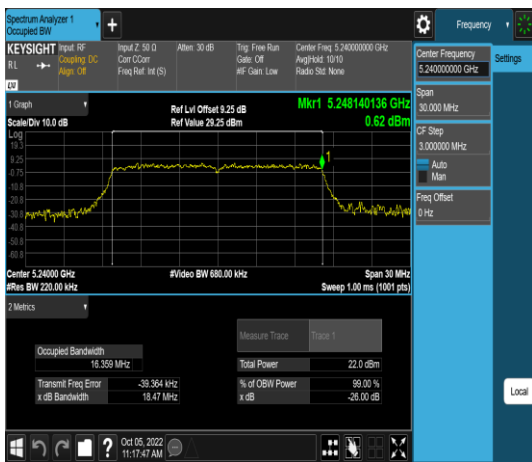 Spectrum Analyzer 1
Occupied BW
Frequency
KEYSIGHT
Input: RF
Input Z: 50 Ω
Atten: 30 dB
Trig: Free Run
Center Freq: 5.240000000 GHz
RL
Coupling: DC
Corr CCorr
Gate: Off
Avg|Hold: 10/10
Align: Off
Freq Ref: Int (S)
#IF Gain: Low
Radio Std: None
LXI
Center Frequency
5.240000000 GHz
Settings
Span
30.000 MHz
CF Step
3.000000 MHz
Auto
Man
Freq Offset
0 Hz
1 Graph
Ref Lvl Offset 9.25 dB
Mkr1 5.248140136 GHz
Scale/Div 10.0 dB
Ref Value 29.25 dBm
0.62 dBm
Log
19.3
9.25
-0.75
-10.8
-20.8
-30.8
-40.8
-50.8
-60.8
1
Center 5.24000 GHz
#Video BW 680.00 kHz
Span 30 MHz
#Res BW 220.00 kHz
Sweep 1.00 ms (1001 pts)
2 Metrics
Measure Trace
Trace 1
Occupied Bandwidth
16.359 MHz
Total Power
22.0 dBm
Transmit Freq Error
-39.364 kHz
% of OBW Power
99.00 %
x dB Bandwidth
18.47 MHz
x dB
-26.00 dB
Local
?
Oct 05, 2022
11:17:47 AM